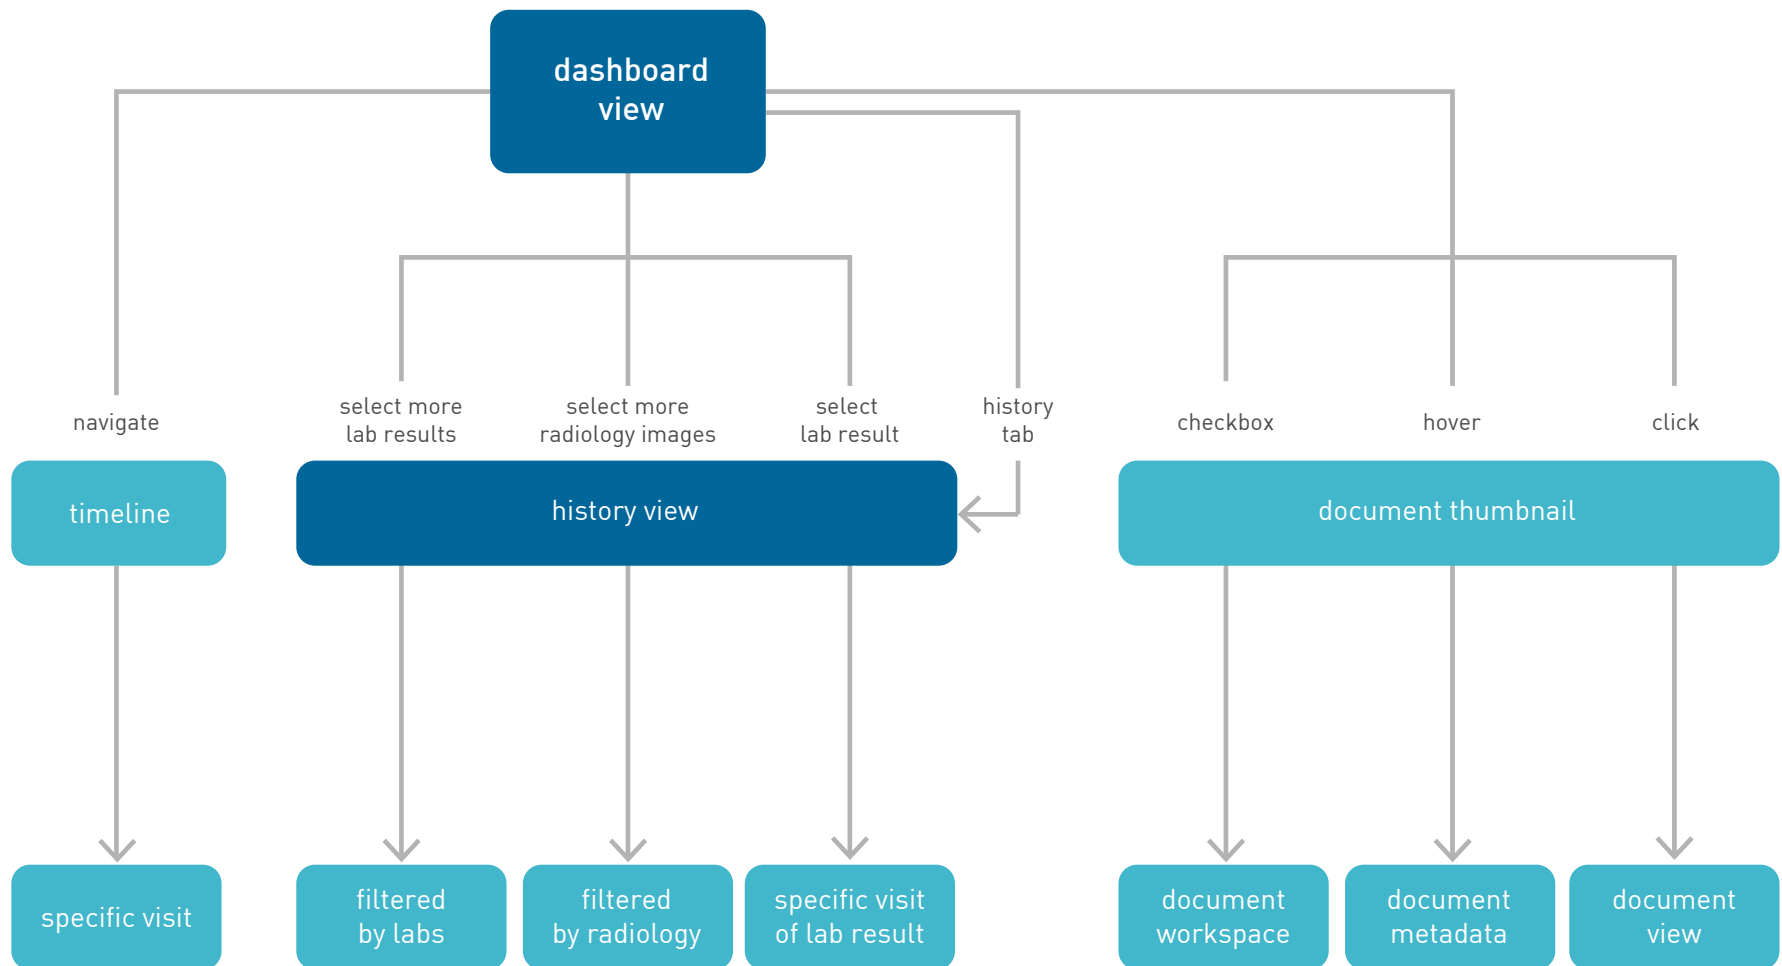 dashboard
view
navigate
select more
lab results
select more
radiology images
select
lab result
history
tab
checkbox
hover
click
timeline
history view
document thumbnail
specific visit
filtered
by labs
filtered
by radiology
specific visit
of lab result
document
workspace
document
metadata
document
view